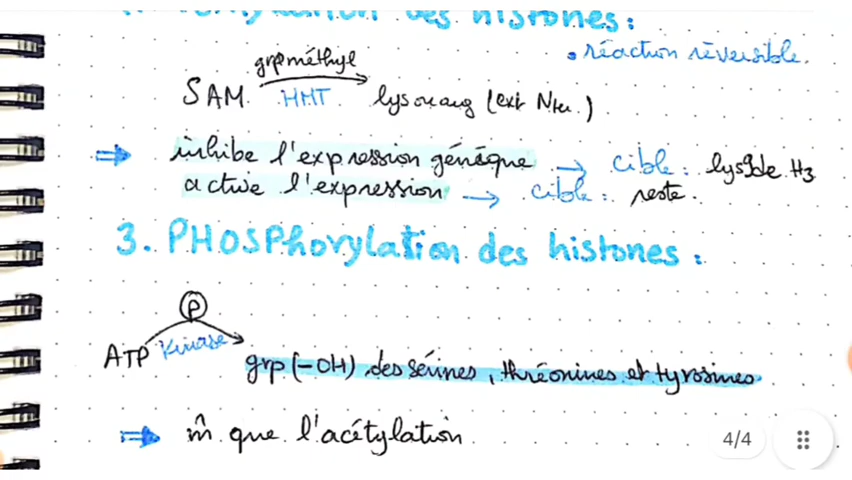 des histones :
. réaction réversible.
grp méthyl
SAM HMT lys ou arg (ext Nter.)
⇒ inhibe l'expression génique → cible : lys9 de H3
active l'expression → cible : reste.
3. PHOSPhorylation des histones :
P
ATP Kinase grp (-OH) des sérines, thréonines et tyrosines
⇒ m̂ que l'acétylation
4/4